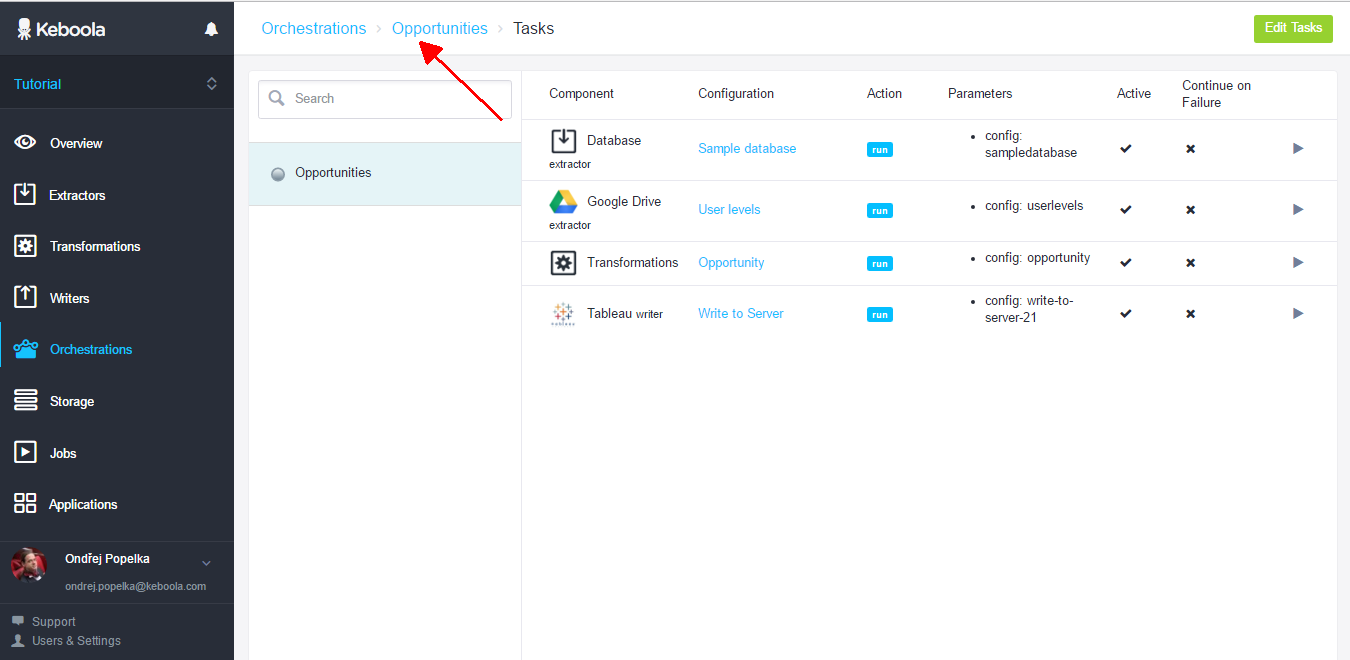 Keboola
Tutorial
Overview
Extractors
Transformations
Writers
Orchestrations
Storage
Jobs
Applications
Ondřej Popelka
ondrej.popelka@keboola.com
Support
Users & Settings
Orchestrations › Opportunities › Tasks
Edit Tasks
Search
Opportunities
Component Configuration Action Parameters Active Continue on
Failure
Database
extractor
Sample database
run
config:
sampledatabase
Google Drive
extractor
User levels
run
config: userlevels
Transformations
Opportunity
run
config: opportunity
tableau
Tableau writer
Write to Server
run
config: write-to-
server-21